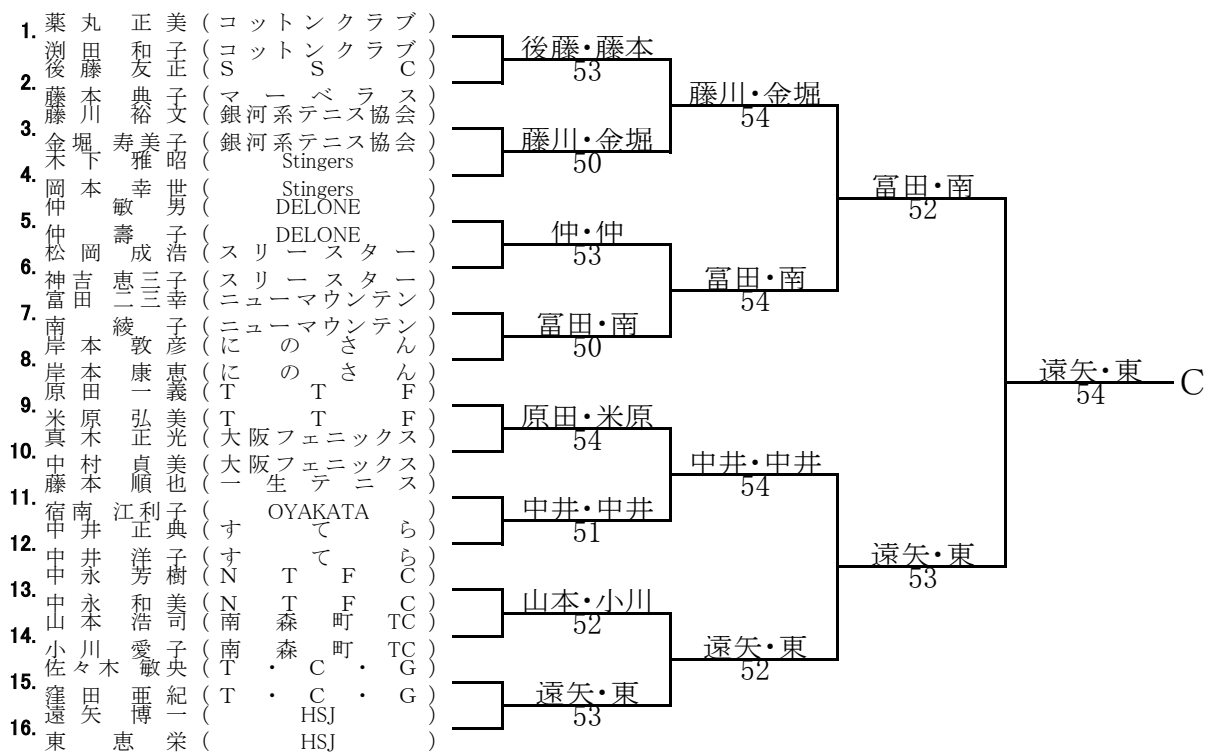 1. 薬丸 正美 (コットンクラブ)
渕田 和子 (コットンクラブ)
2. 後藤 友正 (SSC)
藤本 典子 (マーベラス)
3. 藤川 裕文 (銀河系テニス協会)
金堀 寿美子 (銀河系テニス協会)
4. 木下 雅昭 (Stingers)
岡本 幸世 (Stingers)
5. 仲 敏男 (DELONE)
仲 壽子 (DELONE)
6. 松岡 成浩 (スリースター)
神吉 恵三子 (スリースター)
7. 富田 二三幸 (ニューマウンテン)
南 綾子 (ニューマウンテン)
8. 岸本 敦彦 (にのさん)
岸本 康恵 (にのさん)
9. 原田 一義 (TTF)
米原 弘美 (TTF)
10. 真木 正光 (大阪フェニックス)
中村 貞美 (大阪フェニックス)
11. 藤本 順也 (一生テニス)
宿南 江利子 (OYAKATA)
12. 中井 正典 (すてら)
中井 洋子 (すてら)
13. 中永 芳樹 (NTFC)
中永 和美 (NTFC)
14. 山本 浩司 (南森町TC)
小川 愛子 (南森町TC)
15. 佐々木 敏央 (T・C・G)
窪田 亜紀 (T・C・G)
16. 遠矢 博一 (HSJ)
東 恵栄 (HSJ)
後藤・藤本
53
藤川・金堀
50
仲・仲
53
富田・南
50
原田・米原
54
中井・中井
51
山本・小川
52
遠矢・東
53
藤川・金堀
54
富田・南
54
中井・中井
54
遠矢・東
52
富田・南
52
遠矢・東
53
遠矢・東
54
C